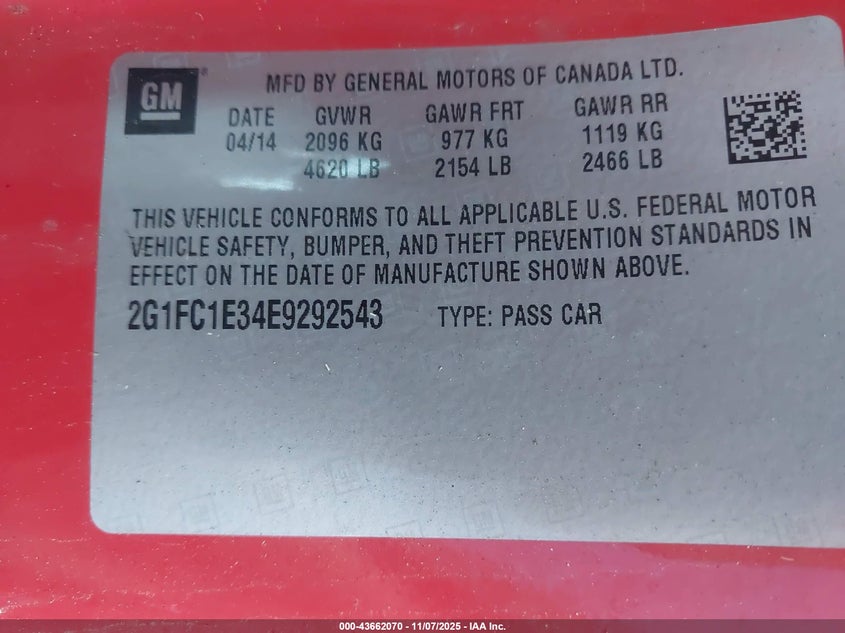 GM ®
MFD BY GENERAL MOTORS OF CANADA LTD.
DATE GVWR GAWR FRT GAWR RR
04/14 2096 KG 977 KG 1119 KG
4620 LB 2154 LB 2466 LB
THIS VEHICLE CONFORMS TO ALL APPLICABLE U.S. FEDERAL MOTOR
VEHICLE SAFETY, BUMPER, AND THEFT PREVENTION STANDARDS IN
EFFECT ON THE DATE OF MANUFACTURE SHOWN ABOVE.
2G1FC1E34E9292543 TYPE: PASS CAR
000-43662070 - 11/07/2025 - IAA Inc.